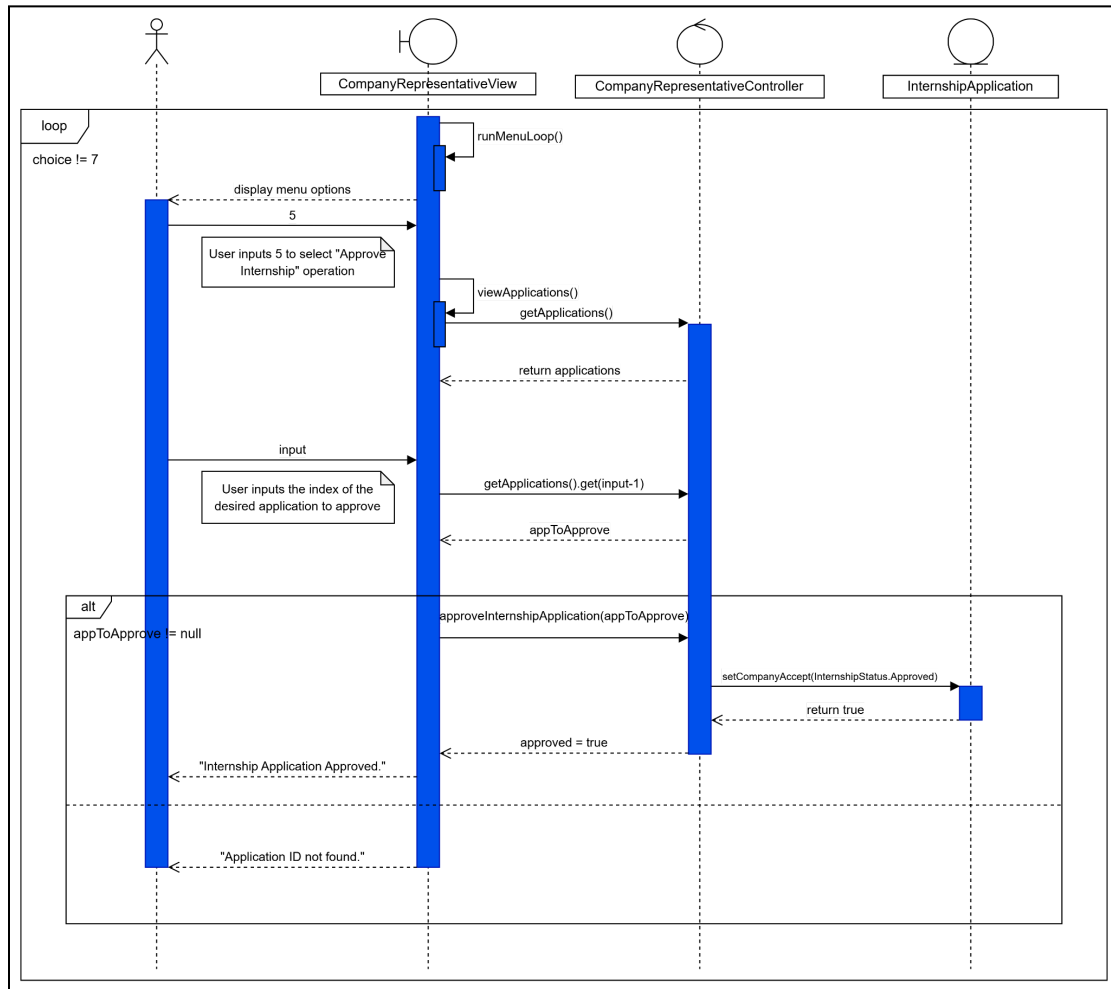 CompanyRepresentativeView
CompanyRepresentativeController
InternshipApplication
loop
choice != 7
runMenuLoop()
display menu options
5
User inputs 5 to select "Approve
Internship" operation
viewApplications()
getApplications()
return applications
input
User inputs the index of the
desired application to approve
getApplications().get(input-1)
appToApprove
alt
appToApprove != null
approveInternshipApplication(appToApprove)
setCompanyAccept(InternshipStatus.Approved)
return true
approved = true
"Internship Application Approved."
"Application ID not found."